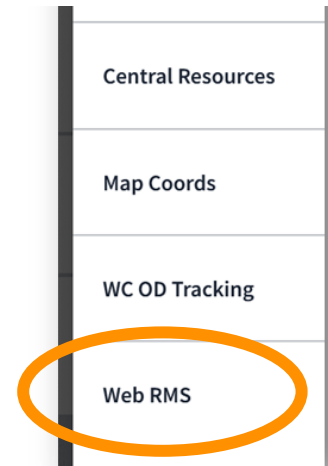 Central Resources
Map Coords
WC OD Tracking
Web RMS